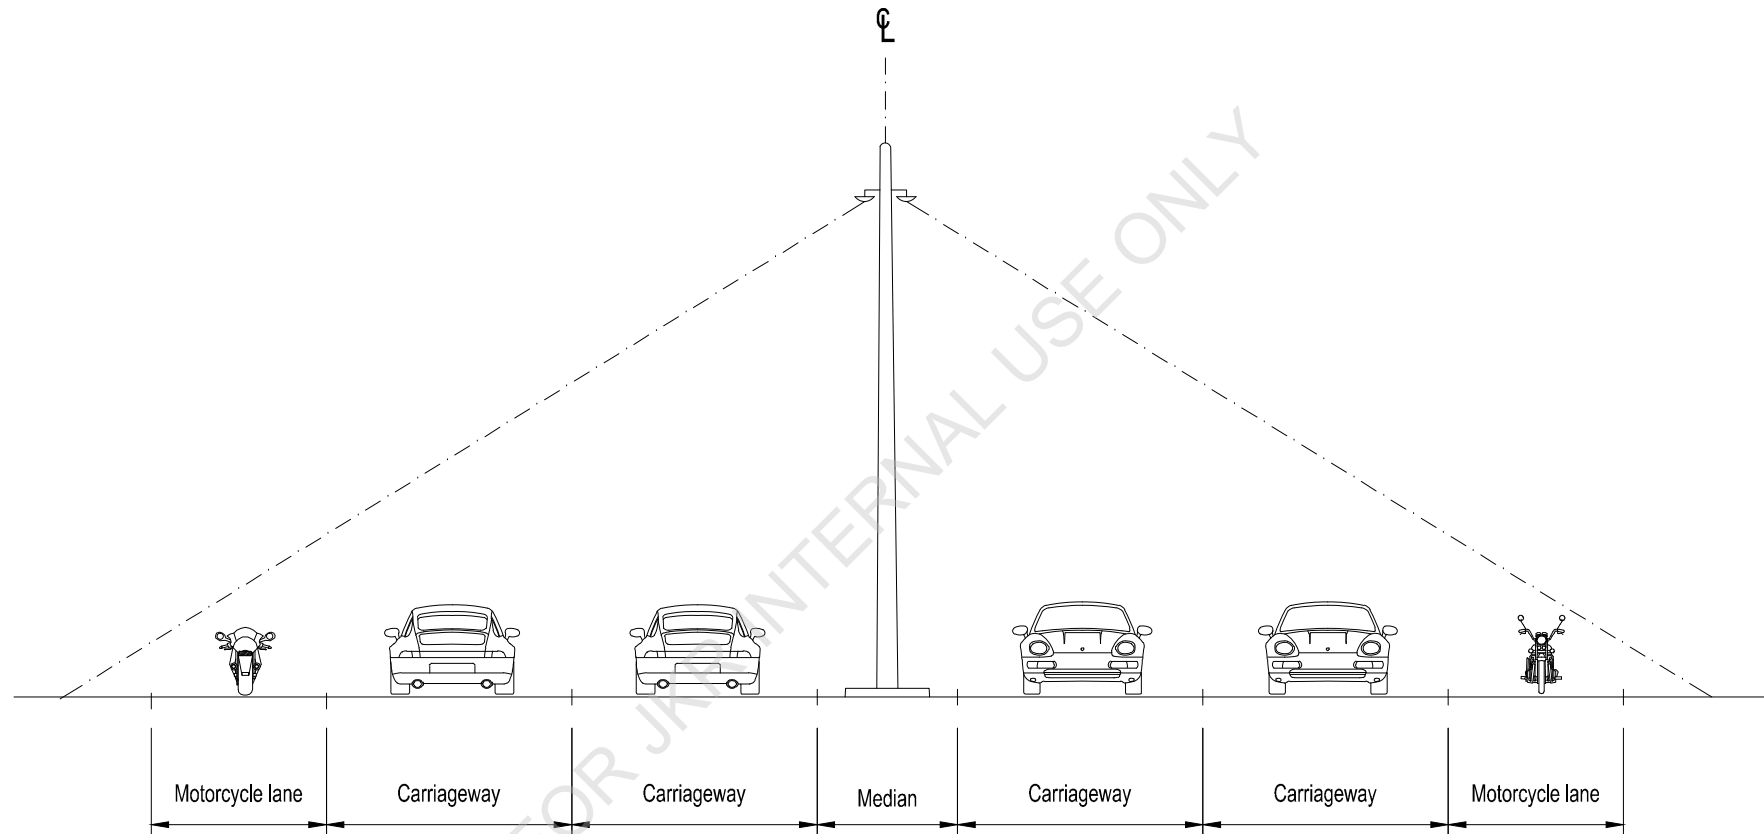 ℄
FOR JKR INTERNAL USE ONLY
Motorcycle lane
Carriageway
Carriageway
Median
Carriageway
Carriageway
Motorcycle lane